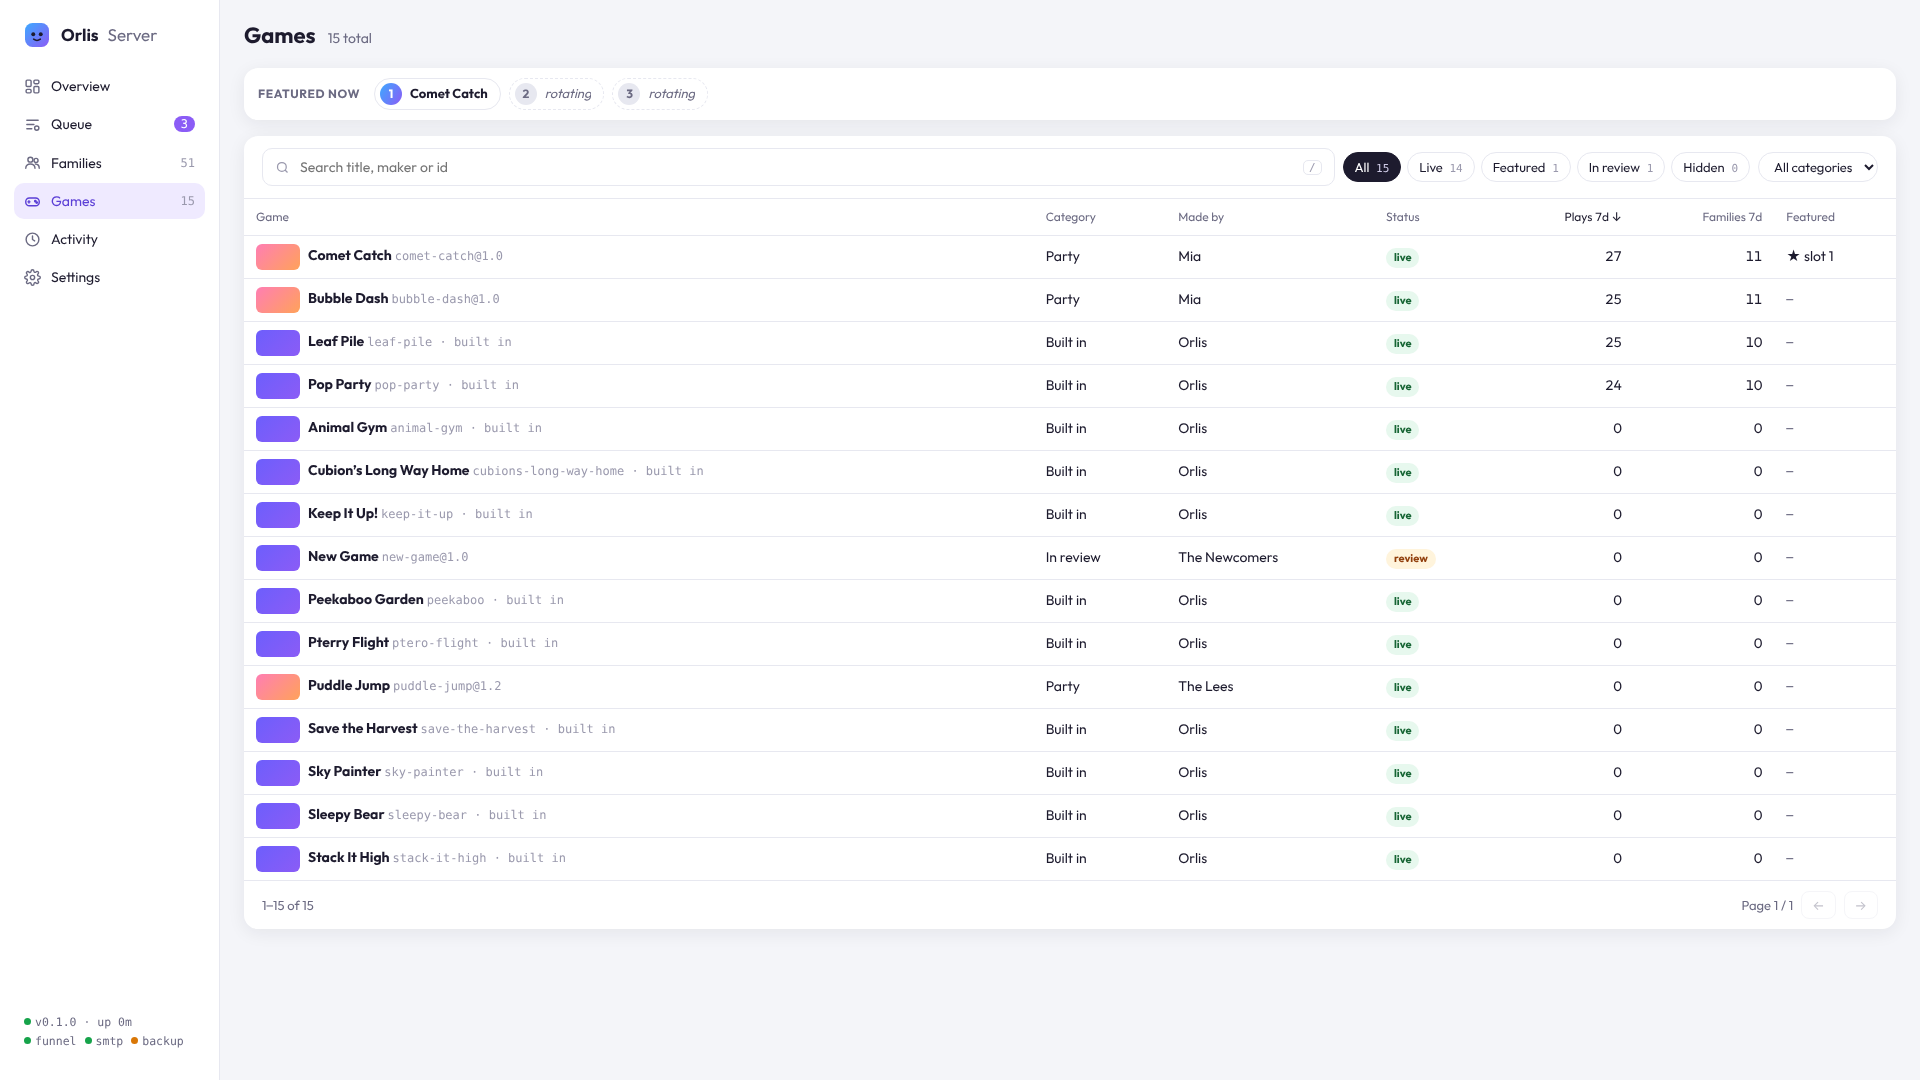 Orlis Server
Overview
Queue 3
Families 51
Games 15
Activity
Settings
v0.1.0 · up 0m
funnel smtp backup
Games 15 total
FEATURED NOW 1 Comet Catch 2 rotating 3 rotating
Search title, maker or id / All 15 Live 14 Featured 1 In review 1 Hidden 0 All categories
Game Category Made by Status Plays 7d ↓ Families 7d Featured
Comet Catch comet-catch@1.0 Party Mia live 27 11 ★ slot 1
Bubble Dash bubble-dash@1.0 Party Mia live 25 11 –
Leaf Pile leaf-pile · built in Built in Orlis live 25 10 –
Pop Party pop-party · built in Built in Orlis live 24 10 –
Animal Gym animal-gym · built in Built in Orlis live 0 0 –
Cubion’s Long Way Home cubions-long-way-home · built in Built in Orlis live 0 0 –
Keep It Up! keep-it-up · built in Built in Orlis live 0 0 –
New Game new-game@1.0 In review The Newcomers review 0 0 –
Peekaboo Garden peekaboo · built in Built in Orlis live 0 0 –
Pterry Flight ptero-flight · built in Built in Orlis live 0 0 –
Puddle Jump puddle-jump@1.2 Party The Lees live 0 0 –
Save the Harvest save-the-harvest · built in Built in Orlis live 0 0 –
Sky Painter sky-painter · built in Built in Orlis live 0 0 –
Sleepy Bear sleepy-bear · built in Built in Orlis live 0 0 –
Stack It High stack-it-high · built in Built in Orlis live 0 0 –
1–15 of 15 Page 1 / 1 ← →